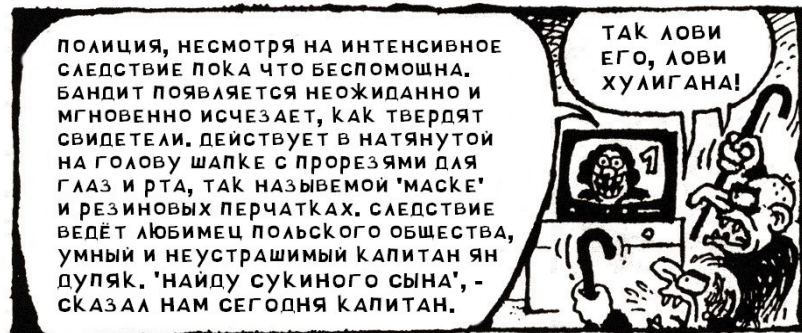 ПОЛИЦИЯ, НЕСМОТРЯ НА ИНТЕНСИВНОЕ
СЛЕДСТВИЕ ПОКА ЧТО БЕСПОМОЩНА.
БАНДИТ ПОЯВЛЯЕТСЯ НЕОЖИДАННО И
МГНОВЕННО ИСЧЕЗАЕТ, КАК ТВЕРДЯТ
СВИДЕТЕЛИ. ДЕЙСТВУЕТ В НАТЯНУТОЙ
НА ГОЛОВУ ШАПКЕ С ПРОРЕЗЯМИ ДЛЯ
ГЛАЗ И РТА, ТАК НАЗЫВЕМОЙ 'МАСКЕ'
И РЕЗИНОВЫХ ПЕРЧАТКАХ. СЛЕДСТВИЕ
ВЕДЁТ ЛЮБИМЕЦ ПОЛЬСКОГО ОБЩЕСТВА,
УМНЫЙ И НЕУСТРАШИМЫЙ КАПИТАН ЯН
ДУПЯК. 'НАЙДУ СУКИНОГО СЫНА', -
СКАЗАЛ НАМ СЕГОДНЯ КАПИТАН.
ТАК ЛОВИ
ЕГО, ЛОВИ
ХУЛИГАНА!
1